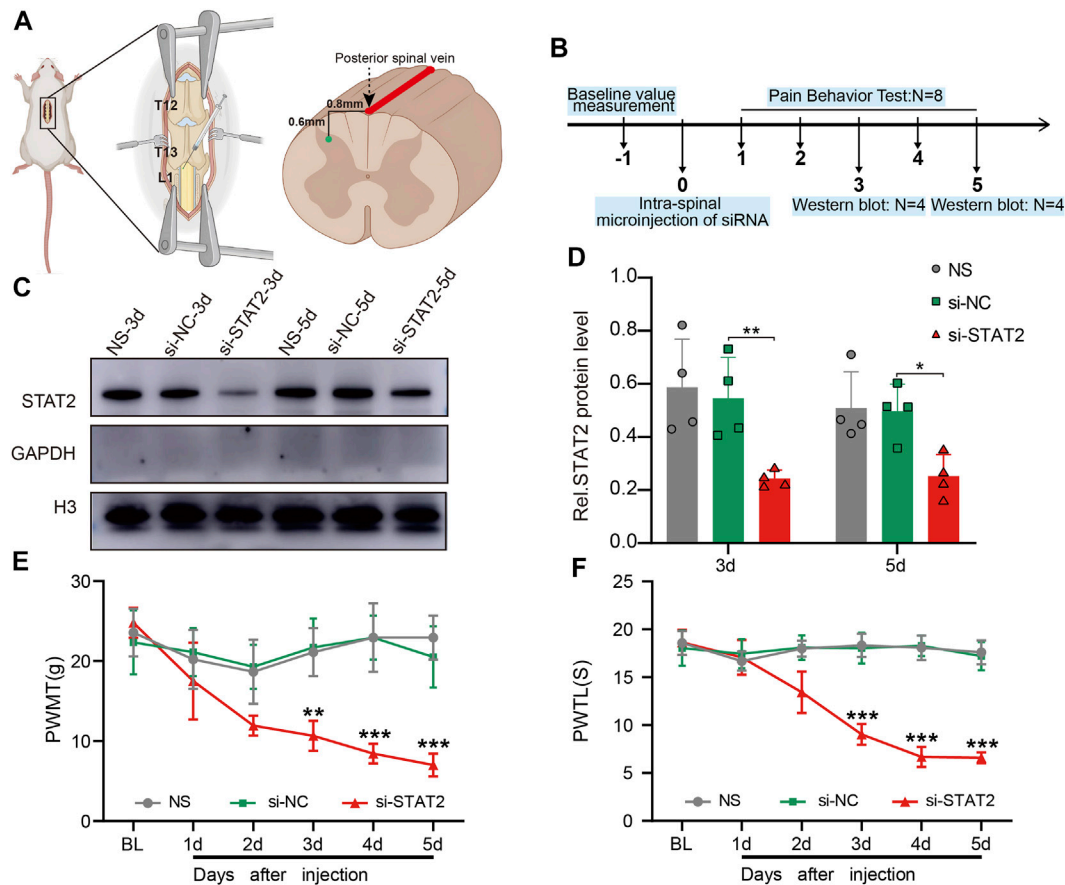 A
Posterior spinal vein
0.8mm
0.6mm
T12
T13
L1
B
Baseline value
measurement
Pain Behavior Test:N=8
-1
0
1
2
3
4
5
Intra-spinal
microinjection of siRNA
Western blot: N=4
Western blot: N=4
C
NS-3d
si-NC-3d
si-STAT2-3d
NS-5d
si-NC-5d
si-STAT2-5d
STAT2
GAPDH
H3
D
NS
si-NC
si-STAT2
Rel.STAT2 protein level
1.0
0.8
0.6
0.4
0.2
0.0
**
*
3d
5d
E
PWMT(g)
30
20
10
0
**
***
***
NS
si-NC
si-STAT2
BL
1d
2d
3d
4d
5d
Days after injection
F
PWTL(S)
25
20
15
10
5
0
***
***
***
NS
si-NC
si-STAT2
BL
1d
2d
3d
4d
5d
Days after injection